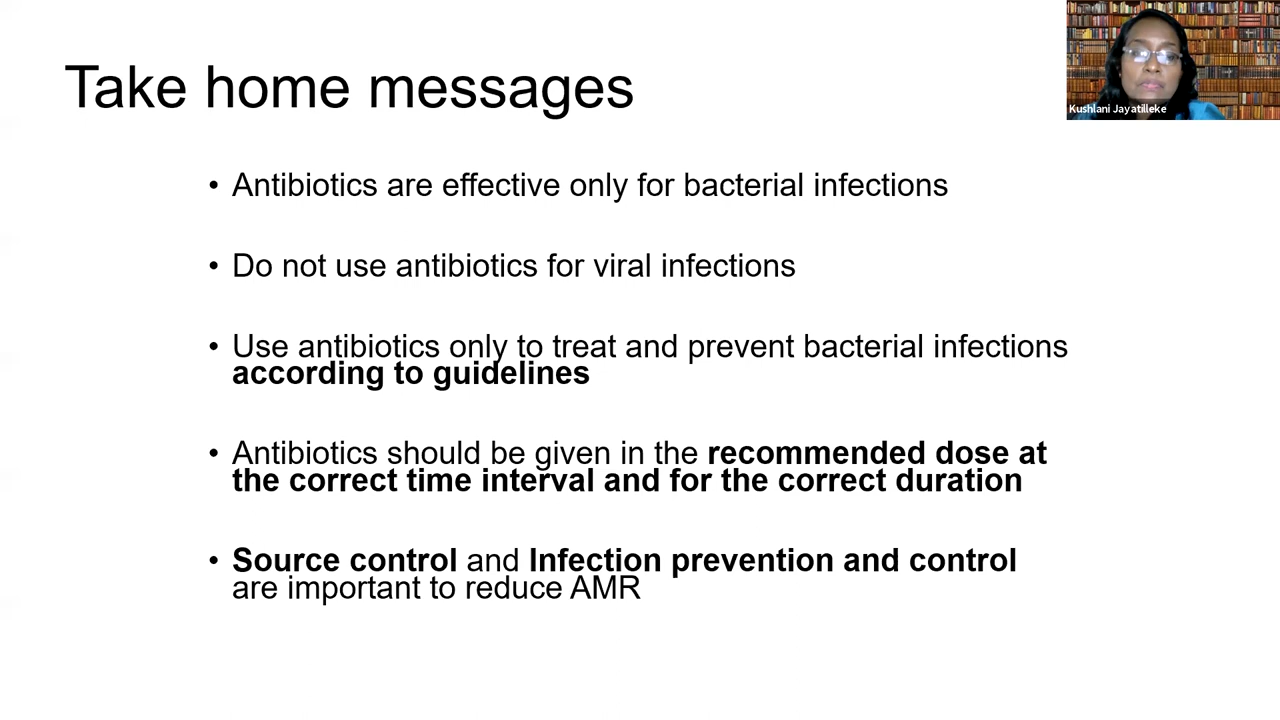 Take home messages
Kushlani Jayatilleke
• Antibiotics are effective only for bacterial infections
• Do not use antibiotics for viral infections
• Use antibiotics only to treat and prevent bacterial infections
according to guidelines
• Antibiotics should be given in the recommended dose at
the correct time interval and for the correct duration
• Source control and Infection prevention and control
are important to reduce AMR